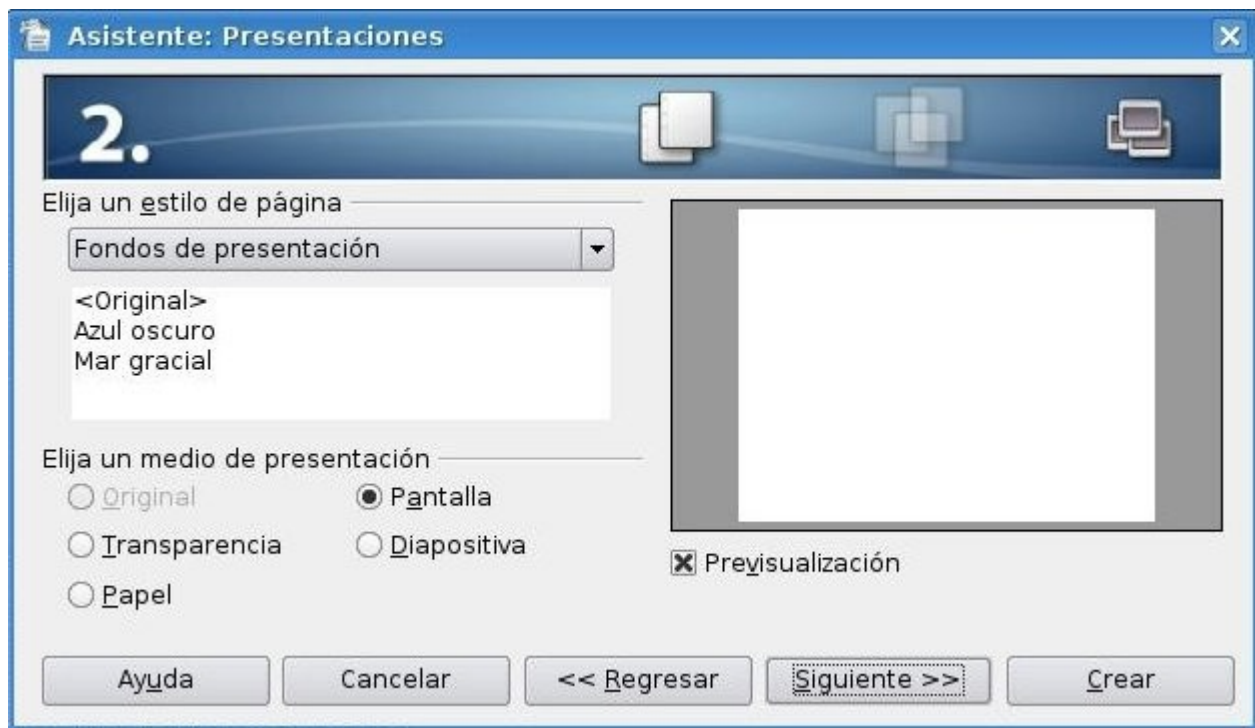 Asistente: Presentaciones
2.
Elija un estilo de página
Fondos de presentación
<Original>
Azul oscuro
Mar gracial
Elija un medio de presentación
Original
Pantalla
Transparencia
Diapositiva
Papel
Previsualización
Ayuda
Cancelar
<< Regresar
Siguiente >>
Crear